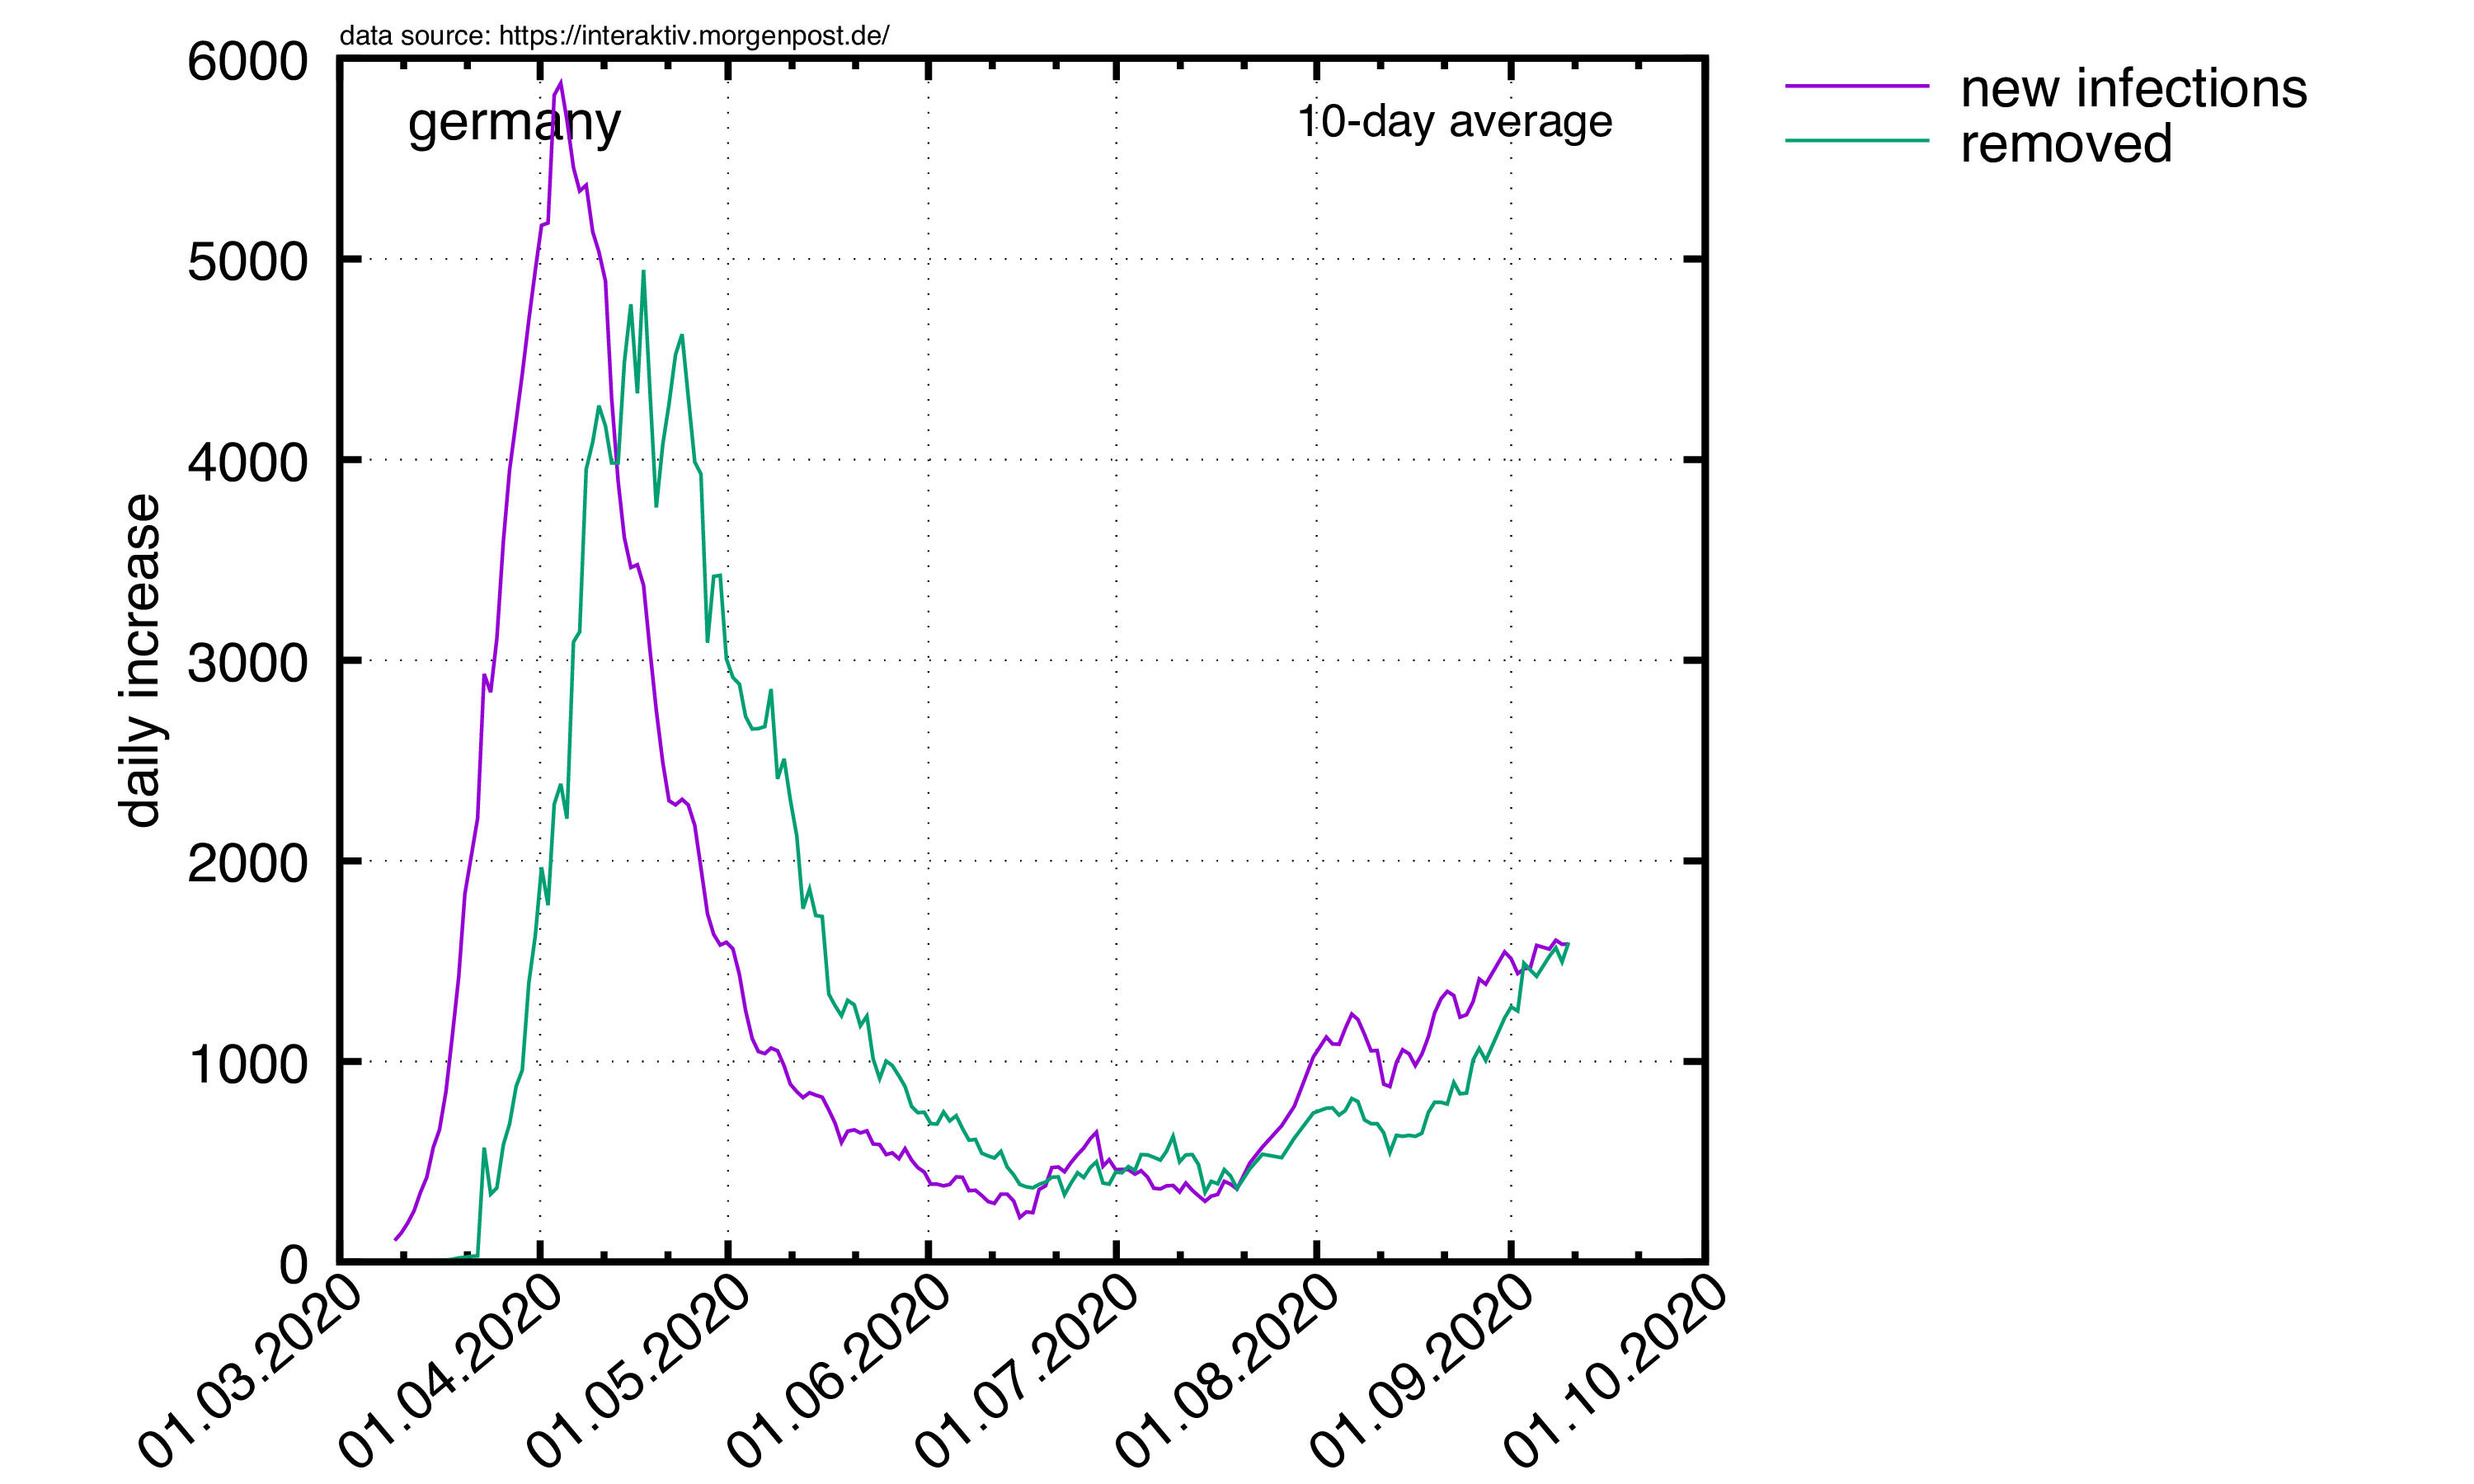 data source: https://interaktiv.morgenpost.de/
germany
10-day average
new infections
removed
daily increase
6000
5000
4000
3000
2000
1000
0
01.03.2020
01.04.2020
01.05.2020
01.06.2020
01.07.2020
01.08.2020
01.09.2020
01.10.2020